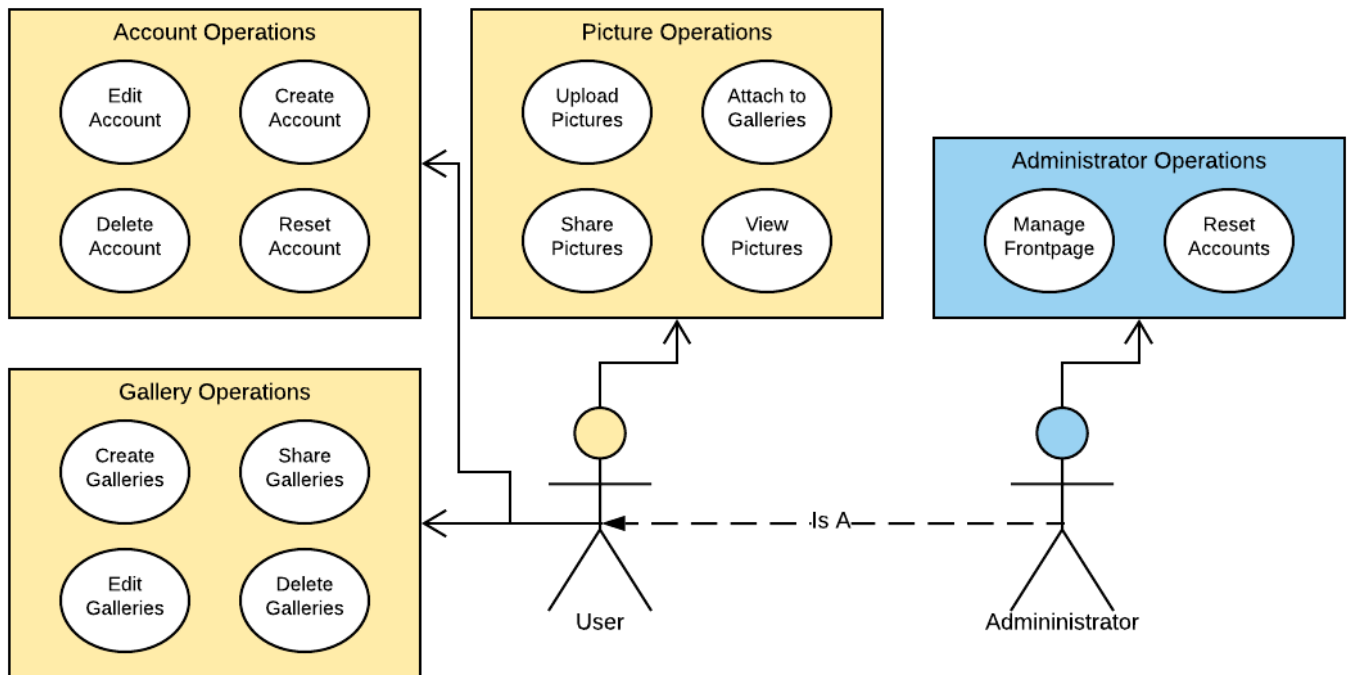 Account Operations
Edit
Account
Create
Account
Delete
Account
Reset
Account
Picture Operations
Upload
Pictures
Attach to
Galleries
Share
Pictures
View
Pictures
Administrator Operations
Manage
Frontpage
Reset
Accounts
Gallery Operations
Create
Galleries
Share
Galleries
Edit
Galleries
Delete
Galleries
Is A
User
Admininistrator